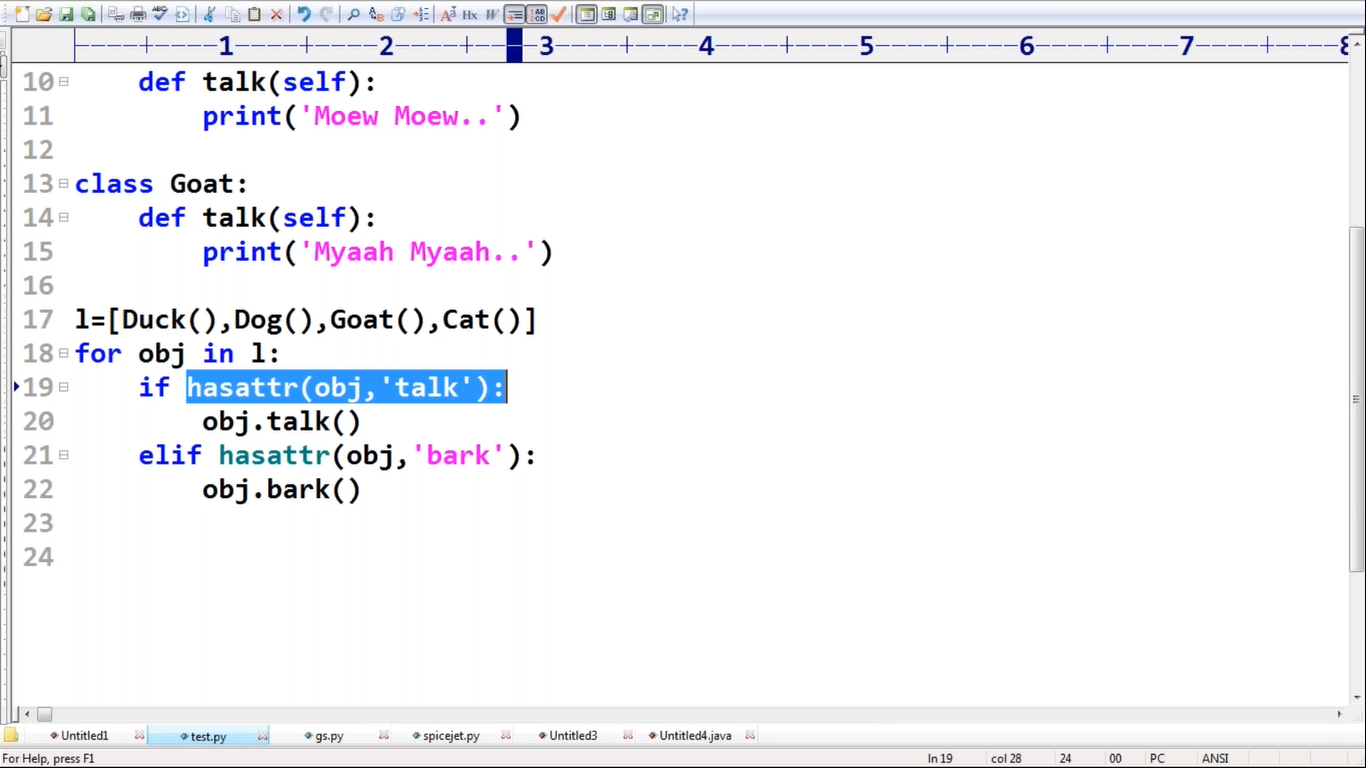 1 2 3 4 5 6 7 8
10 def talk(self):
11 print('Moew Moew..')
12
13 class Goat:
14 def talk(self):
15 print('Myaah Myaah..')
16
17 l=[Duck(),Dog(),Goat(),Cat()]
18 for obj in l:
19 if hasattr(obj,'talk'):
20 obj.talk()
21 elif hasattr(obj,'bark'):
22 obj.bark()
23
24
Untitled1 test.py gs.py spicejet.py Untitled3 Untitled4.java
For Help, press F1 ln 19 col 28 24 00 PC ANSI